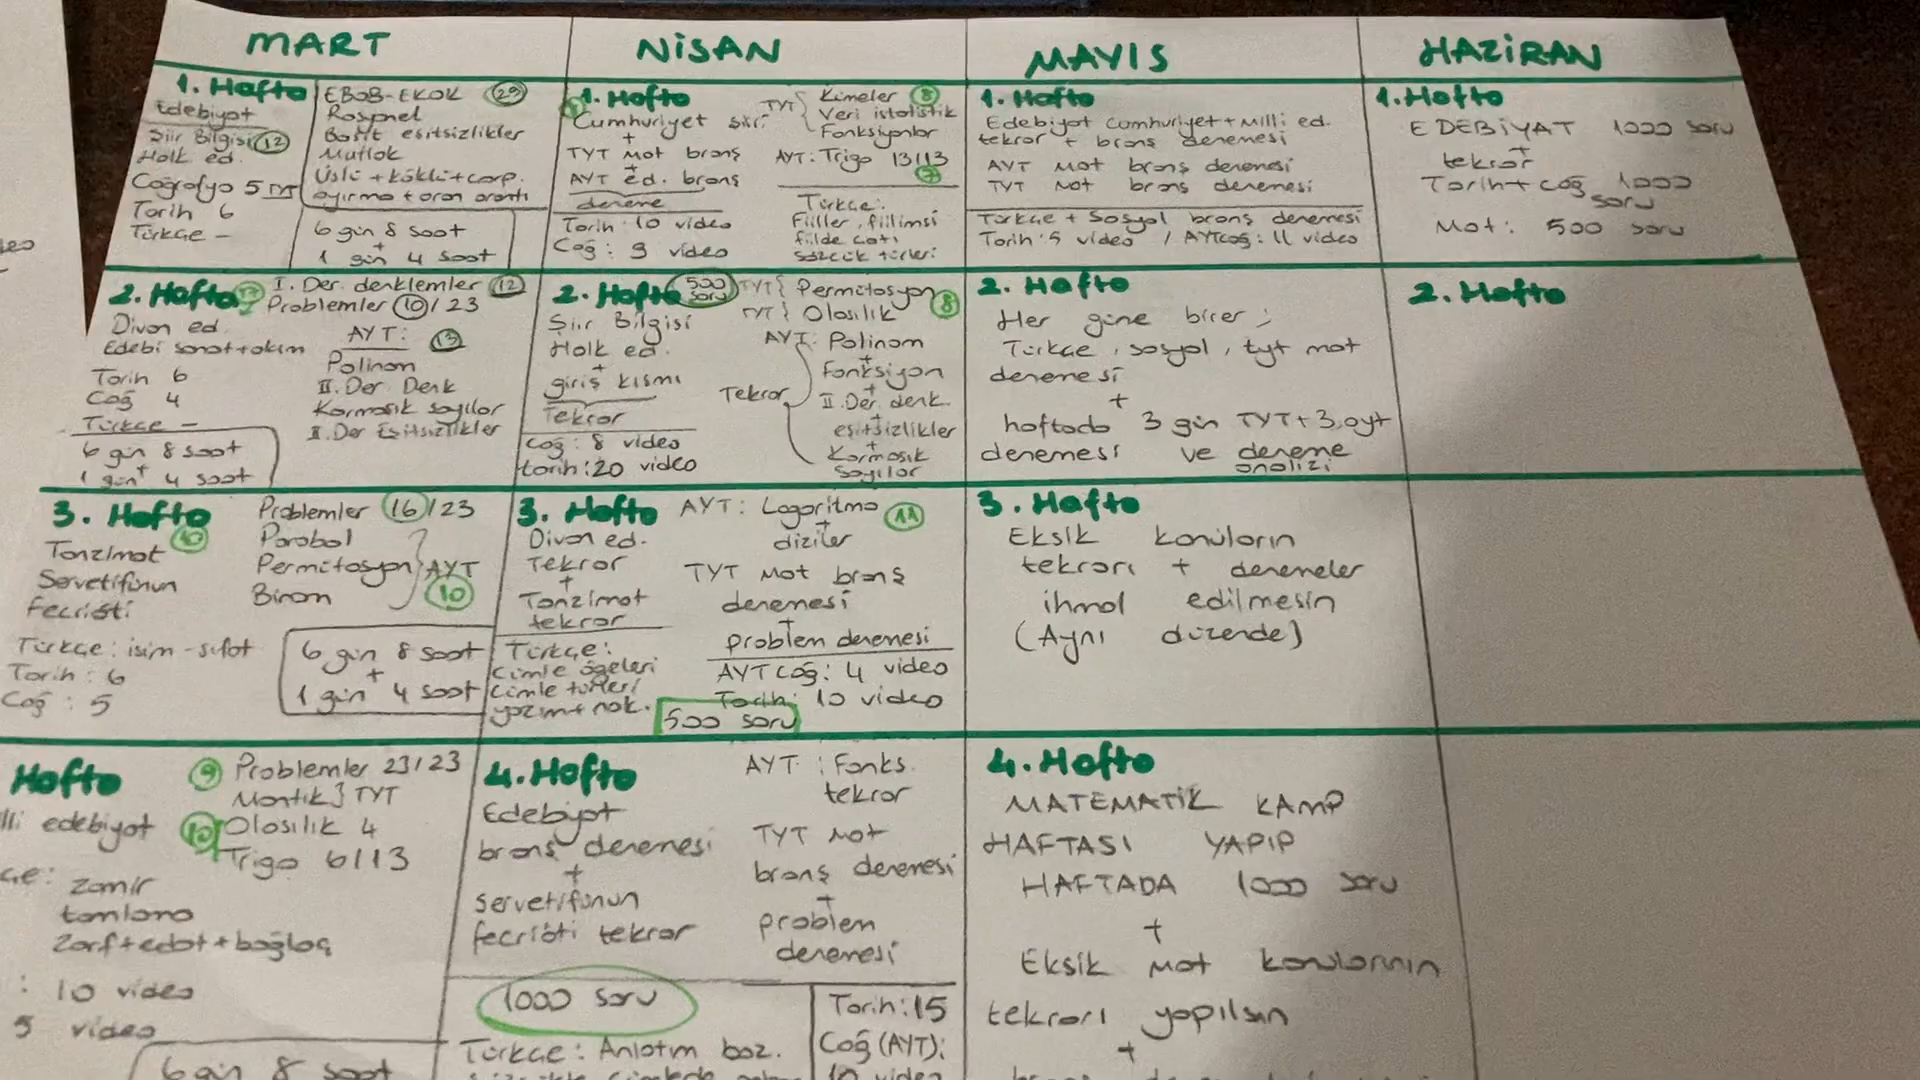 MART
1. Hafta
Edebiyat
Şiir Bilgisi 12
Halk ed.
Coğrafya 5 TYT
Tarih 6
Türkçe -
EBOB-EKOK 29
Rasyonel
Basit eşitsizlikler
Mutlak
Üslü + köklü + çarp.
ayırma + oran orantı
6 gün 8 saat
+
1 gün 4 saat
2. Hafta
Divan ed.
Edebi sanat + akım
Tarih 6
Coğ 4
Türkçe -
6 gün 8 saat
+
1 gün 4 saat
I. Der. denklemler 12
Problemler 10/23
AYT: 13
Polinom
II. Der Denk
Karmaşık sayılar
II. Der Eşitsizlikler
3. Hafta
10
Tanzimat
Servetifünun
Fecriati
Türkçe: isim - sıfat
Tarih: 6
Coğ: 5
Problemler 16/23
Parabol
Permütasyon } AYT
Binom 10
6 gün 8 saat
+
1 gün 4 saat
Hafta
lli edebiyat
çe: zamir
tamlama
Zarf + edat + bağlaç
: 10 video
5 video
9 Problemler 23/23
Mantık } TYT
10 Olasılık 4
Trigo 6/13
6 gün 8 saat
NİSAN
1. Hafta
Cumhuriyet şiiri
+
TYT Mat branş
+
AYT ed. branş
deneme
Tarih 10 video
Coğ: 9 video
TYT { Kümeler 8
Veri istatistik
Fonksiyonlar
AYT: Trigo 13/13
7
Türkçe:
Fiiller, fiilimsi
fiilde çatı
sözcük türleri
2. Hafta 500 soru
Şiir Bilgisi
Halk ed.
+
giriş kısmı
Tekrar
Coğ: 8 video
tarih: 20 video
TYT { Permütasyon
TYT } Olasılık 8
AYT: Polinom
+
Fonksiyon
+
Tekrar II. Der. denk.
+
eşitsizlikler
+
Karmaşık
Sayılar
3. Hafta
Divan ed.
Tekrar
+
Tanzimat
tekrar
Türkçe:
Cümle ögeleri
Cümle türleri
yazım + nok.
AYT: Logaritma 11
+
diziler
TYT Mat branş
denemesi
+
problem denemesi
AYT Coğ: 4 video
Tarih: 10 video
500 soru
4. Hafta
Edebiyat
branş denemesi
+
servetifünun
fecriati tekrar
AYT: Fonks.
tekrar
TYT Mat
branş denemesi
+
problem
denemesi
1000 soru
Türkçe: Anlatım boz.
Tarih: 15
Coğ (AYT):
10 video
MAYIS
1. Hafta
Edebiyat Cumhuriyet + Milli ed.
tekrar + branş denemesi
AYT Mat branş denemesi
TYT Mat branş denemesi
Türkçe + Sosyal branş denemesi
Tarih: 5 video / AYTcoğ: 11 video
2. Hafta
Her güne birer;
Türkçe, sosyal, tyt mat
denemesi
+
haftada 3 gün TYT + 3 ayt
denemesi ve deneme
analizi
3. Hafta
Eksik konuların
tekrarı + denemeler
ihmal edilmesin
(Aynı düzende)
4. Hafta
MATEMATİK KAMP
HAFTASI YAPIP
HAFTADA 1000 soru
+
Eksik Mat konularının
tekrarı yapılsın
+
HAZİRAN
1. Hafta
EDEBİYAT 1000 soru
+
tekrar
Tarih + coğ 1000
soru
Mat: 500 soru
2. Hafta